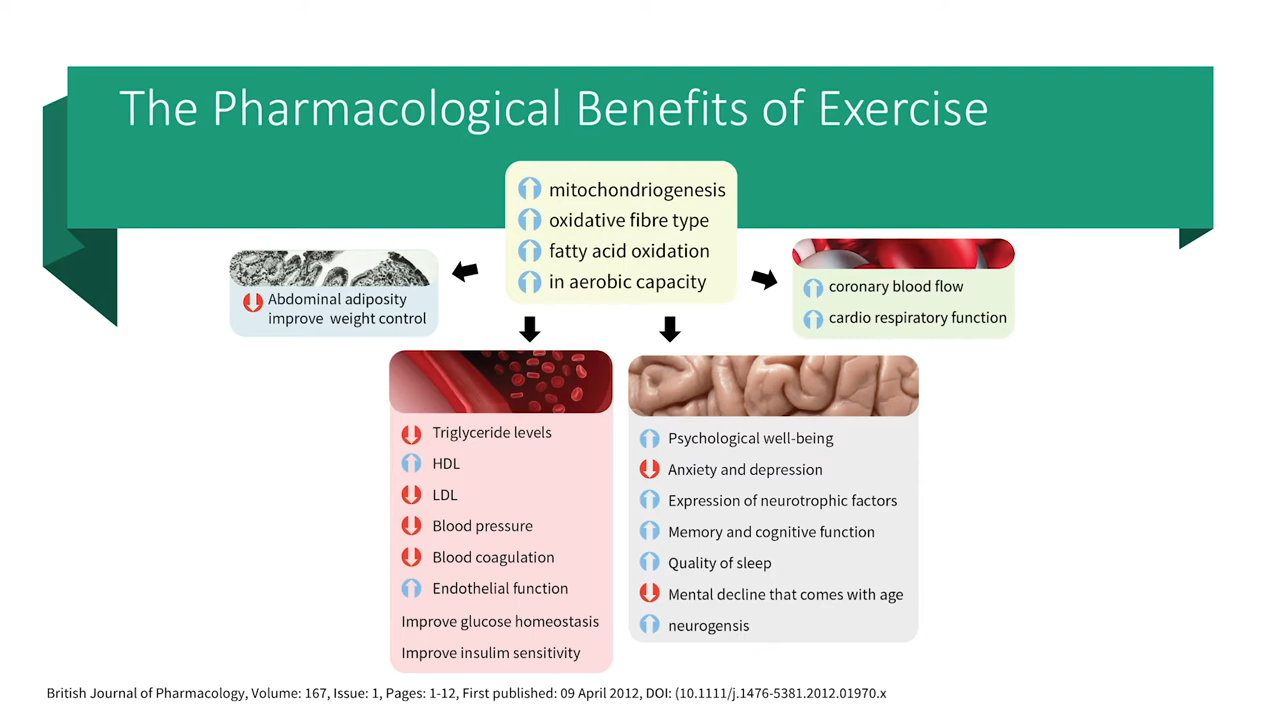 The Pharmacological Benefits of Exercise
mitochondriogenesis
oxidative fibre type
fatty acid oxidation
in aerobic capacity
Abdominal adiposity
improve weight control
coronary blood flow
cardio respiratory function
Triglyceride levels
HDL
LDL
Blood pressure
Blood coagulation
Endothelial function
Improve glucose homeostasis
Improve insulim sensitivity
Psychological well-being
Anxiety and depression
Expression of neurotrophic factors
Memory and cognitive function
Quality of sleep
Mental decline that comes with age
neurogensis
British Journal of Pharmacology, Volume: 167, Issue: 1, Pages: 1-12, First published: 09 April 2012, DOI: (10.1111/j.1476-5381.2012.01970.x